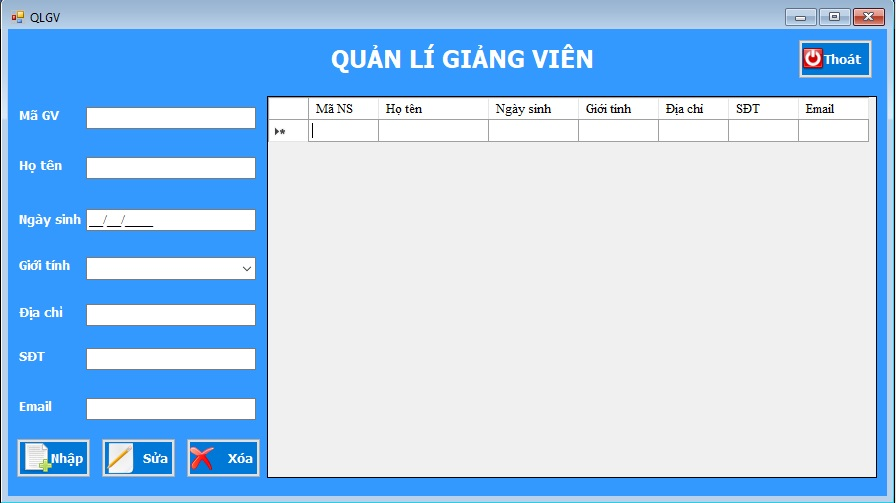 QLGV
QUẢN LÍ GIẢNG VIÊN
Thoát
Mã GV
Họ tên
Ngày sinh
__/__/____
Giới tính
Địa chỉ
SĐT
Email
Nhập Sửa Xóa
Mã NS Họ tên Ngày sinh Giới tính Địa chỉ SĐT Email